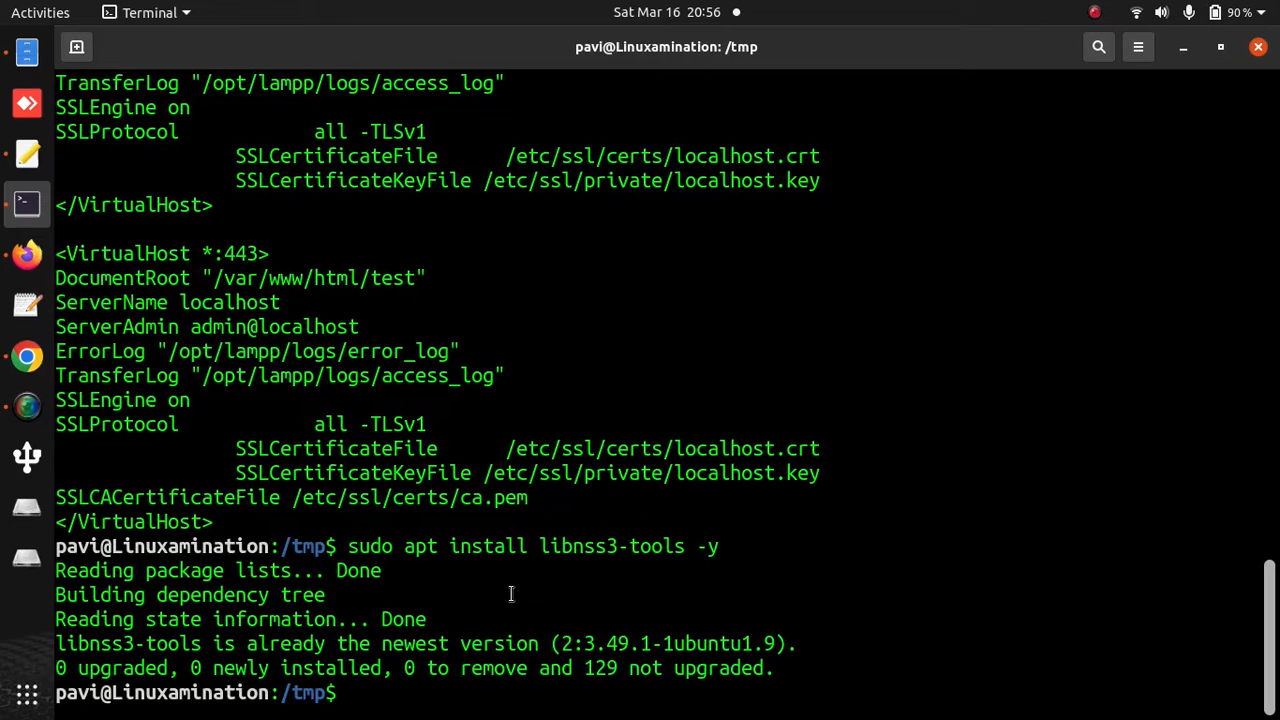 Activities Terminal Sat Mar 16 20:56 90 %
pavi@Linuxamination: /tmp
TransferLog "/opt/lampp/logs/access_log"
SSLEngine on
SSLProtocol all -TLSv1
SSLCertificateFile /etc/ssl/certs/localhost.crt
SSLCertificateKeyFile /etc/ssl/private/localhost.key
</VirtualHost>
<VirtualHost *:443>
DocumentRoot "/var/www/html/test"
ServerName localhost
ServerAdmin admin@localhost
ErrorLog "/opt/lampp/logs/error_log"
TransferLog "/opt/lampp/logs/access_log"
SSLEngine on
SSLProtocol all -TLSv1
SSLCertificateFile /etc/ssl/certs/localhost.crt
SSLCertificateKeyFile /etc/ssl/private/localhost.key
SSLCACertificateFile /etc/ssl/certs/ca.pem
</VirtualHost>
pavi@Linuxamination:/tmp$ sudo apt install libnss3-tools -y
Reading package lists... Done
Building dependency tree
Reading state information... Done
libnss3-tools is already the newest version (2:3.49.1-1ubuntu1.9).
0 upgraded, 0 newly installed, 0 to remove and 129 not upgraded.
pavi@Linuxamination:/tmp$